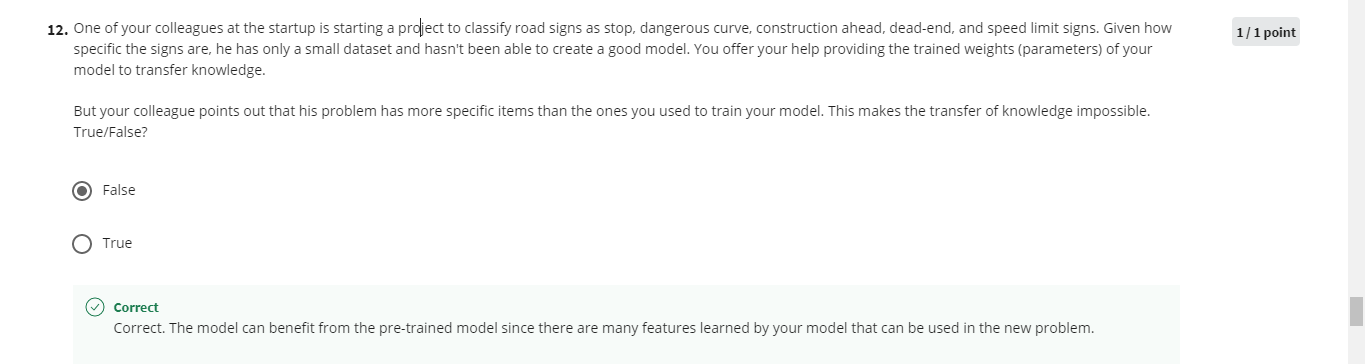 12. One of your colleagues at the startup is starting a project to classify road signs as stop, dangerous curve, construction ahead, dead-end, and speed limit signs. Given how
1 / 1 point
specific the signs are, he has only a small dataset and hasn't been able to create a good model. You offer your help providing the trained weights (parameters) of your
model to transfer knowledge.
But your colleague points out that his problem has more specific items than the ones you used to train your model. This makes the transfer of knowledge impossible.
True/False?
False
True
Correct
Correct. The model can benefit from the pre-trained model since there are many features learned by your model that can be used in the new problem.